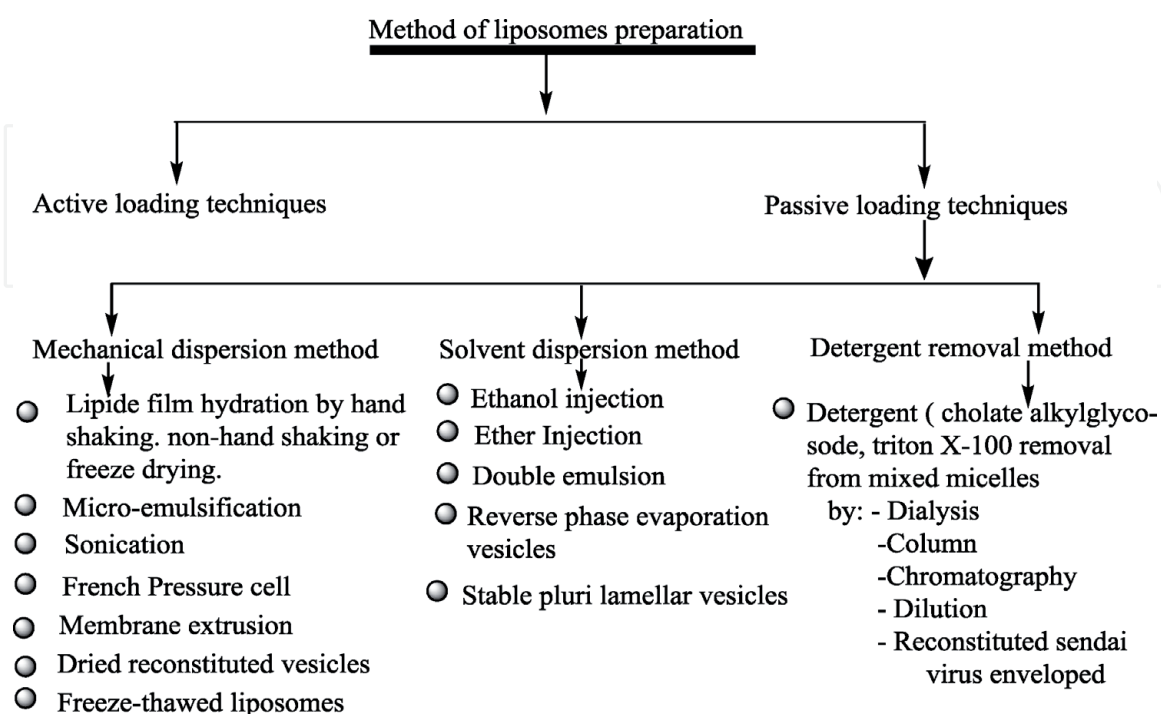 Method of liposomes preparation
Active loading techniques
Passive loading techniques
Mechanical dispersion method
Lipide film hydration by hand
shaking. non-hand shaking or
freeze drying.
Micro-emulsification
Sonication
French Pressure cell
Membrane extrusion
Dried reconstituted vesicles
Freeze-thawed liposomes
Solvent dispersion method
Ethanol injection
Ether Injection
Double emulsion
Reverse phase evaporation
vesicles
Stable pluri lamellar vesicles
Detergent removal method
Detergent ( cholate alkylglyco-
sode, triton X-100 removal
from mixed micelles
by: - Dialysis
-Column
-Chromatography
- Dilution
- Reconstituted sendai
virus enveloped